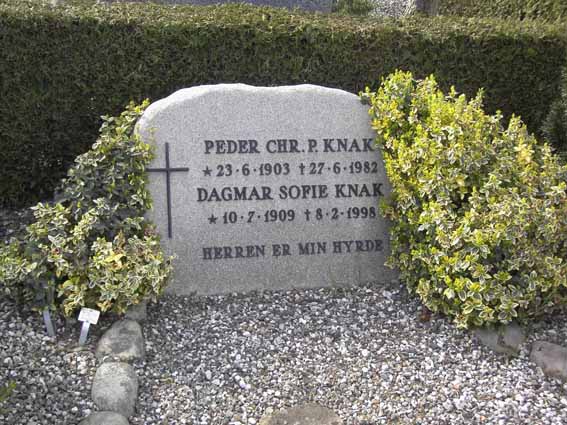 PEDER CHR. P. KNAK
★ 23 · 6 · 1903 † 27 · 6 · 1982
DAGMAR SOFIE KNAK
★ 10 · 7 · 1909 † 8 · 2 · 1998
HERREN ER MIN HYRDE